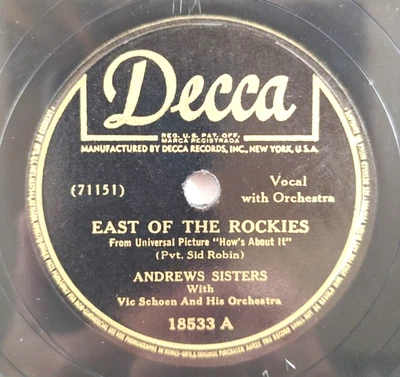 Decca
REG. U.S. PAT. OFF.
MARCA REGISTRADA
MANUFACTURED BY DECCA RECORDS, INC., NEW YORK, U.S.A.
(71151)
Vocal
with Orchestra
EAST OF THE ROCKIES
From Universal Picture "How's About It"
(Pvt. Sid Robin)
ANDREWS SISTERS
With
Vic Schoen And His Orchestra
18533 A